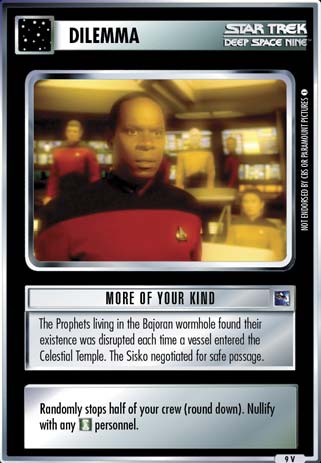 DILEMMA
STAR TREK
DEEP SPACE NINE
NOT ENDORSED BY CBS OR PARAMOUNT PICTURES
MORE OF YOUR KIND
The Prophets living in the Bajoran wormhole found their
existence was disrupted each time a vessel entered the
Celestial Temple. The Sisko negotiated for safe passage.
Randomly stops half of your crew (round down). Nullify
with any personnel.
9 V